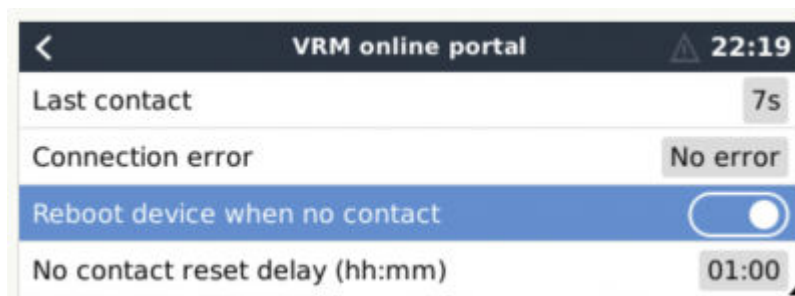 VRM online portal 22:19
Last contact 7s
Connection error No error
Reboot device when no contact
No contact reset delay (hh:mm) 01:00